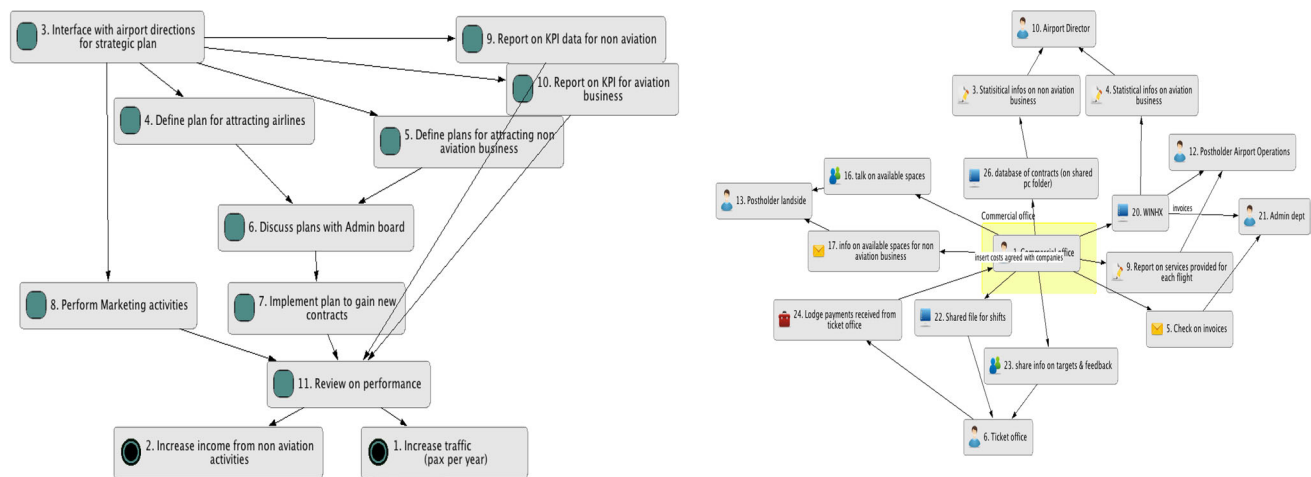 3. Interface with airport directions
for strategic plan
9. Report on KPI data for non aviation
10. Report on KPI for aviation
business
4. Define plan for attracting airlines
5. Define plans for attracting non
aviation business
6. Discuss plans with Admin board
8. Perform Marketing activities
7. Implement plan to gain new
contracts
11. Review on performance
2. Increase income from non aviation
activities
1. Increase traffic
(pax per year)
10. Airport Director
3. Statisitical infos on non aviation
business
4. Statistical infos on aviation
business
12. Postholder Airport Operations
16. talk on available spaces
26. database of contracts (on shared
pc folder)
13. Postholder landside
20. WINHX
invoices
21. Admin dept
Commercial office
17. info on available spaces for non
aviation business
1. Commercial office
insert costs agreed with companies
9. Report on services provided for
each flight
24. Lodge payments received from
ticket office
22. Shared file for shifts
5. Check on invoices
23. share info on targets & feedback
6. Ticket office